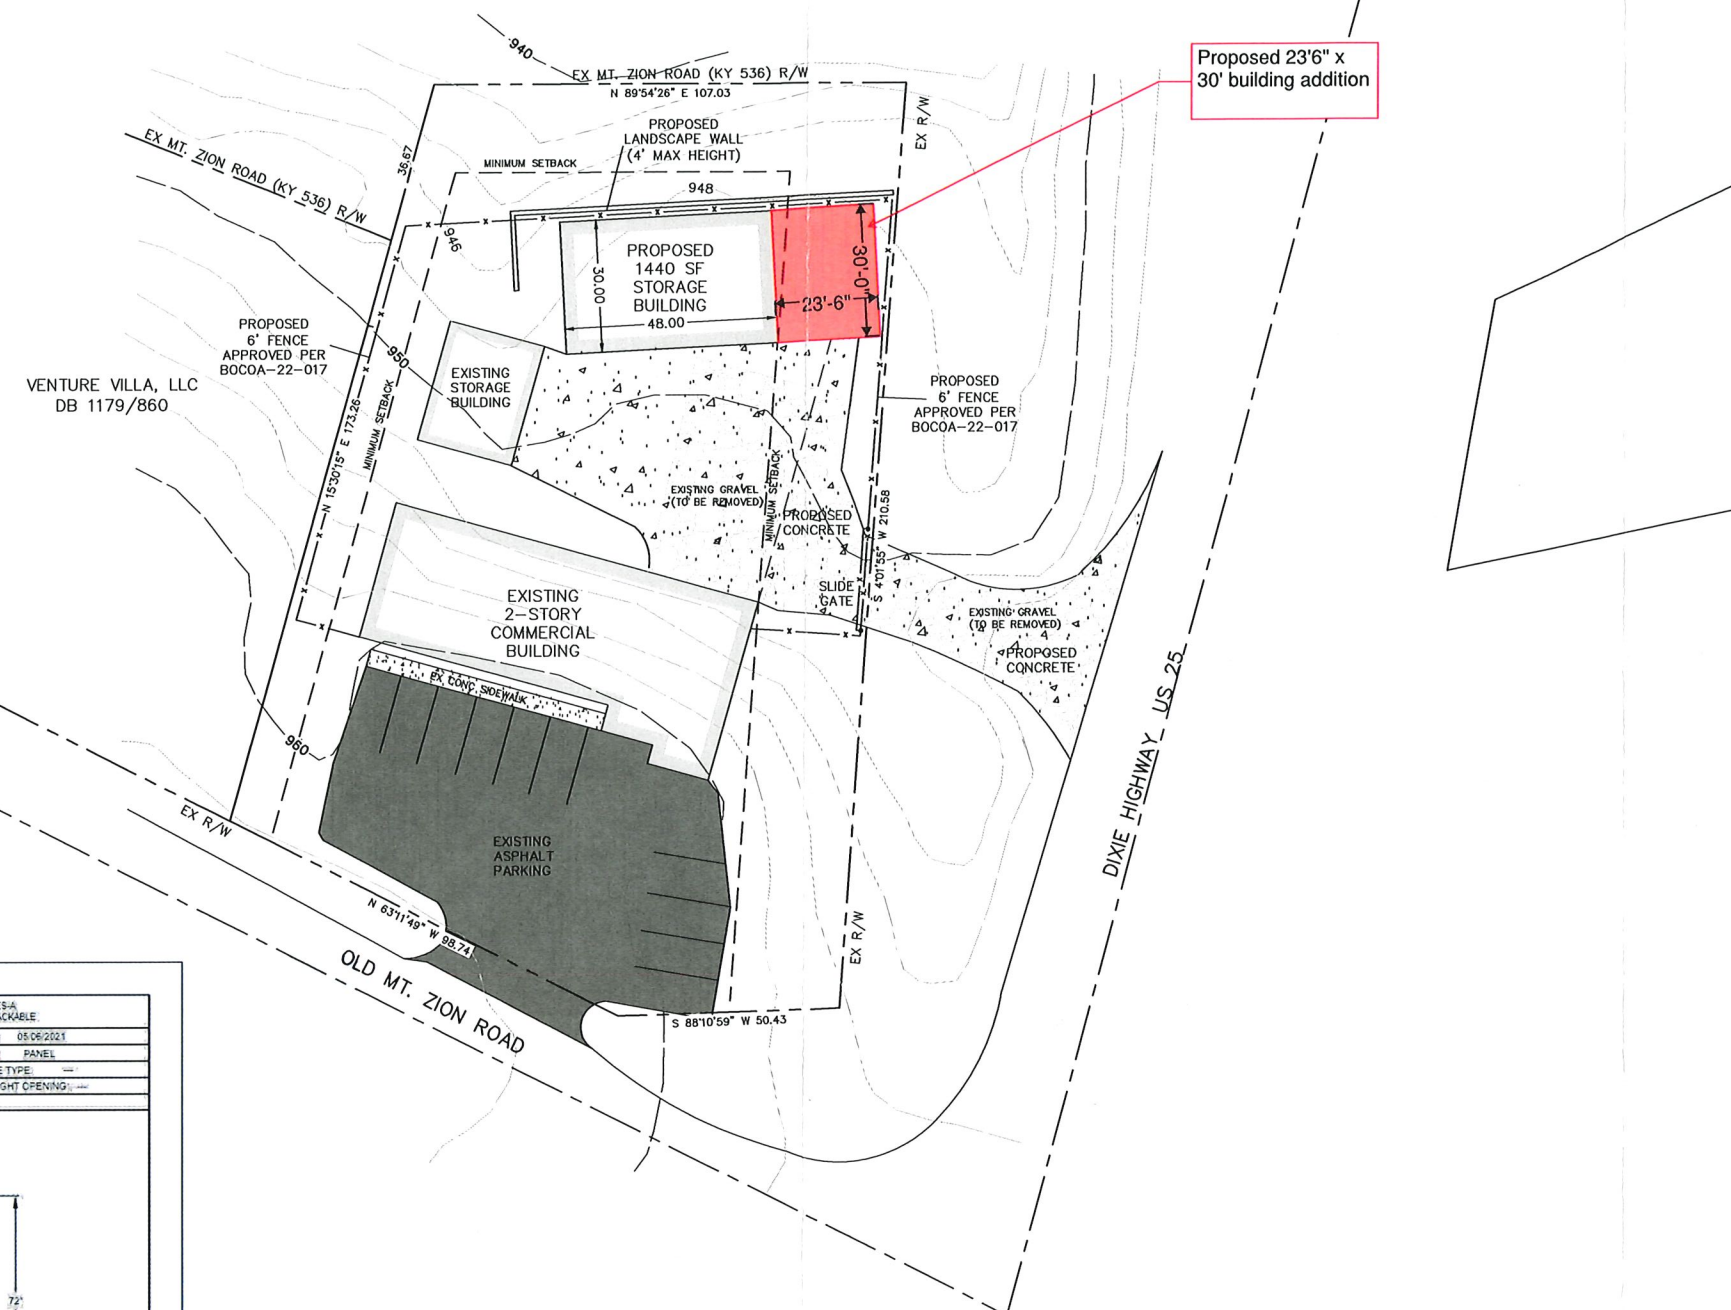 940
EX MT. ZION ROAD (KY 536) R/W
N 89°54'26" E 107.03
Proposed 23'6" x
30' building addition
EX R/W
EX MT. ZION ROAD (KY 536) R/W
36.67
PROPOSED
LANDSCAPE WALL
(4' MAX HEIGHT)
MINIMUM SETBACK
948
946
PROPOSED
1440 SF
STORAGE
BUILDING
30.00
48.00
30'-0"
23'-6"
PROPOSED
6' FENCE
APPROVED PER
BOCOA-22-017
950
VENTURE VILLA, LLC
DB 1179/860
EXISTING
STORAGE
BUILDING
PROPOSED
6' FENCE
APPROVED PER
BOCOA-22-017
N 15°30'15" E 173.26
MINIMUM SETBACK
EXISTING GRAVEL
(TO BE REMOVED)
MINIMUM SETBACK
PROPOSED
CONCRETE
S 4°01'55" W 210.58
SLIDE
GATE
EXISTING GRAVEL
(TO BE REMOVED)
PROPOSED
CONCRETE
EXISTING
2-STORY
COMMERCIAL
BUILDING
EX CONC SIDEWALK
960
EX R/W
EXISTING
ASPHALT
PARKING
DIXIE HIGHWAY US 25
N 63°11'49" W 98.74
EX R/W
OLD MT. ZION ROAD
S 88°10'59" W 50.43
05/06/2021
PANEL
E TYPE:
GHT OPENING:
72"